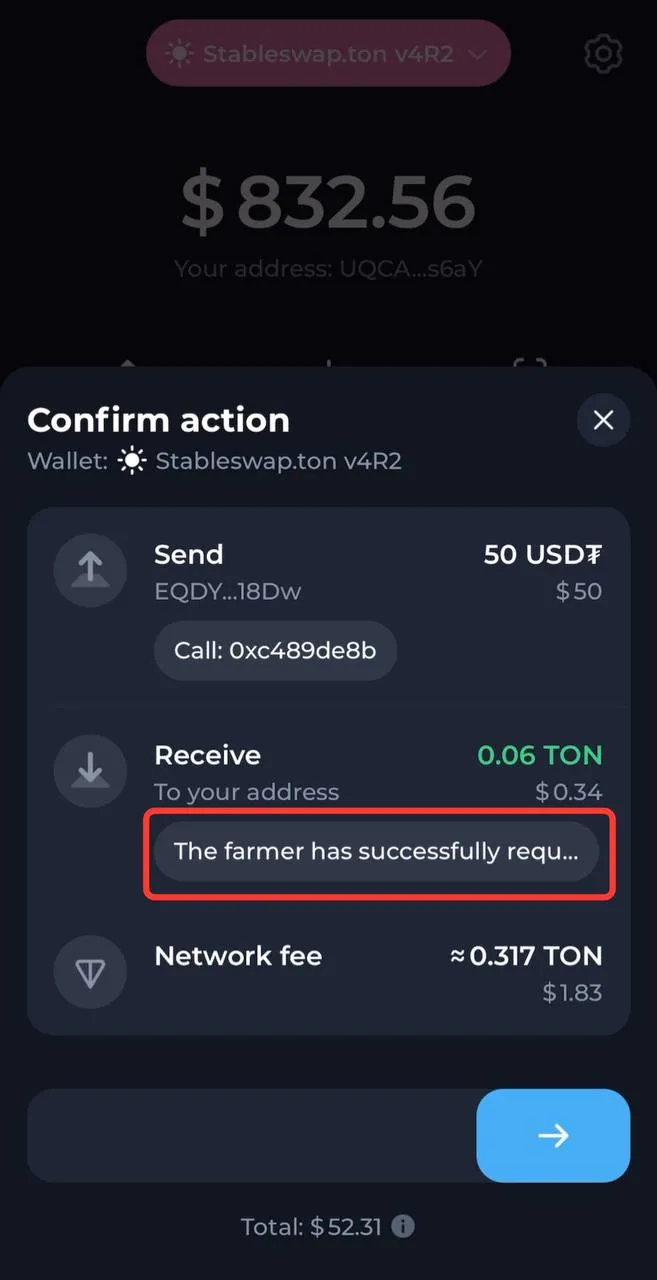 Stableswap.ton v4R2
$ 832.56
Your address: UQCA...s6aY
Confirm action
Wallet: Stableswap.ton v4R2
Send 50 USD₮
EQDY...18Dw $50
Call: 0xc489de8b
Receive 0.06 TON
To your address $0.34
The farmer has successfully requ...
Network fee ≈0.317 TON
$1.83
Total: $52.31